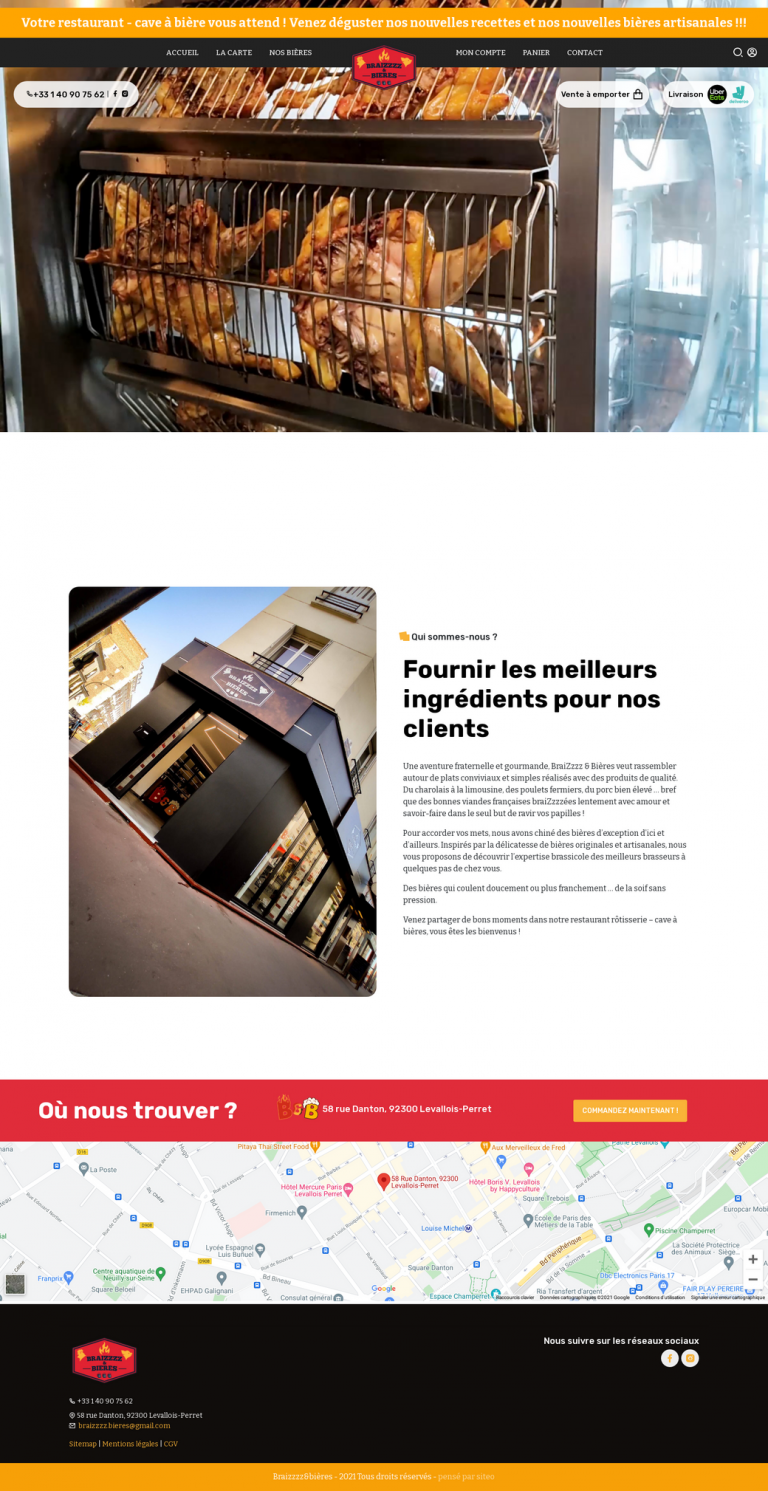 Votre restaurant - cave à bière vous attend ! Venez déguster nos nouvelles recettes et nos nouvelles bières artisanales !!!
ACCUEIL LA CARTE NOS BIÈRES
BRAIZZZZ
&
BIÈRES
MON COMPTE PANIER CONTACT
+33 1 40 90 75 62 |
Vente à emporter
Livraison
Uber
Eats
deliveroo
BRAIZZZZ
&
BIÈRES
Qui sommes-nous ?
Fournir les meilleurs
ingrédients pour nos
clients
Une aventure fraternelle et gourmande, BraiZzzz & Bières veut rassembler
autour de plats conviviaux et simples réalisés avec des produits de qualité.
Du charolais à la limousine, des poulets fermiers, du porc bien élevé … bref
que des bonnes viandes françaises braiZzzzées lentement avec amour et
savoir-faire dans le seul but de ravir vos papilles !
Pour accorder vos mets, nous avons chiné des bières d'exception d'ici et
d'ailleurs. Inspirés par la délicatesse de bières originales et artisanales, nous
vous proposons de découvrir l'expertise brassicole des meilleurs brasseurs à
quelques pas de chez vous.
Des bières qui coulent doucement ou plus franchement … de la soif sans
pression.
Venez partager de bons moments dans notre restaurant rôtisserie – cave à
bières, vous êtes les bienvenus !
Où nous trouver ?
B&B
58 rue Danton, 92300 Levallois-Perret
COMMANDEZ MAINTENANT !
Pitaya Thai Street Food
Aux Merveilleux de Fred
La Poste
58 Rue Danton, 92300
Levallois-Perret
Hôtel Mercure Paris
Levallois Perret
Hôtel Boris V. Levallois
by Happyculture
Square Trebois
Firmenich
École de Paris des
Métiers de la Table
Europcar
Louise Michel
Piscine Champerret
Bd Victor Hugo
Lycée Espagnol
Luis Buñuel
Bd Périphérique
La Société Protectrice
des Animaux - Siège...
Square Danton
Centre aquatique de
Neuilly-sur-Seine
Franprix
Bd Bineau
Dbc Electronics Paris 17
Square Beloeil
EHPAD Galignani
Consulat général
Google
Espace Champerret
Ria Transfert d'argent
FAIR PLAY PEREIRE
Raccourcis clavier Données cartographiques ©2021 Google Conditions d'utilisation Signaler une erreur cartographique
BRAIZZZZ
&
BIÈRES
Nous suivre sur les réseaux sociaux
+33 1 40 90 75 62
58 rue Danton, 92300 Levallois-Perret
braizzzz.bieres@gmail.com
Sitemap | Mentions légales | CGV
Braizzzz&bières - 2021 Tous droits réservés - pensé par siteo